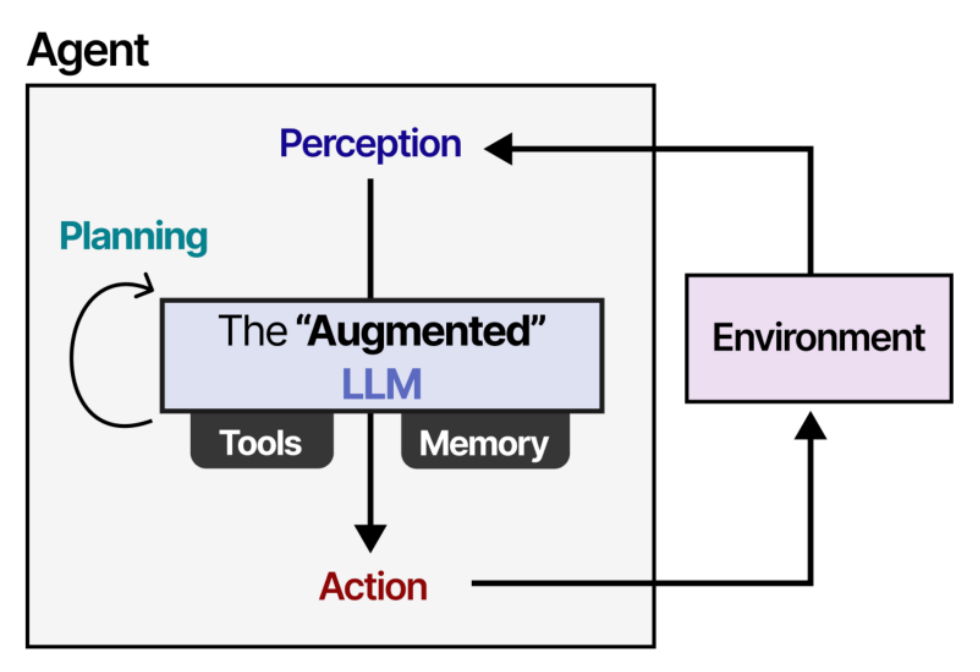 Agent
Perception
Planning
The “Augmented”
LLM
Environment
Tools
Memory
Action